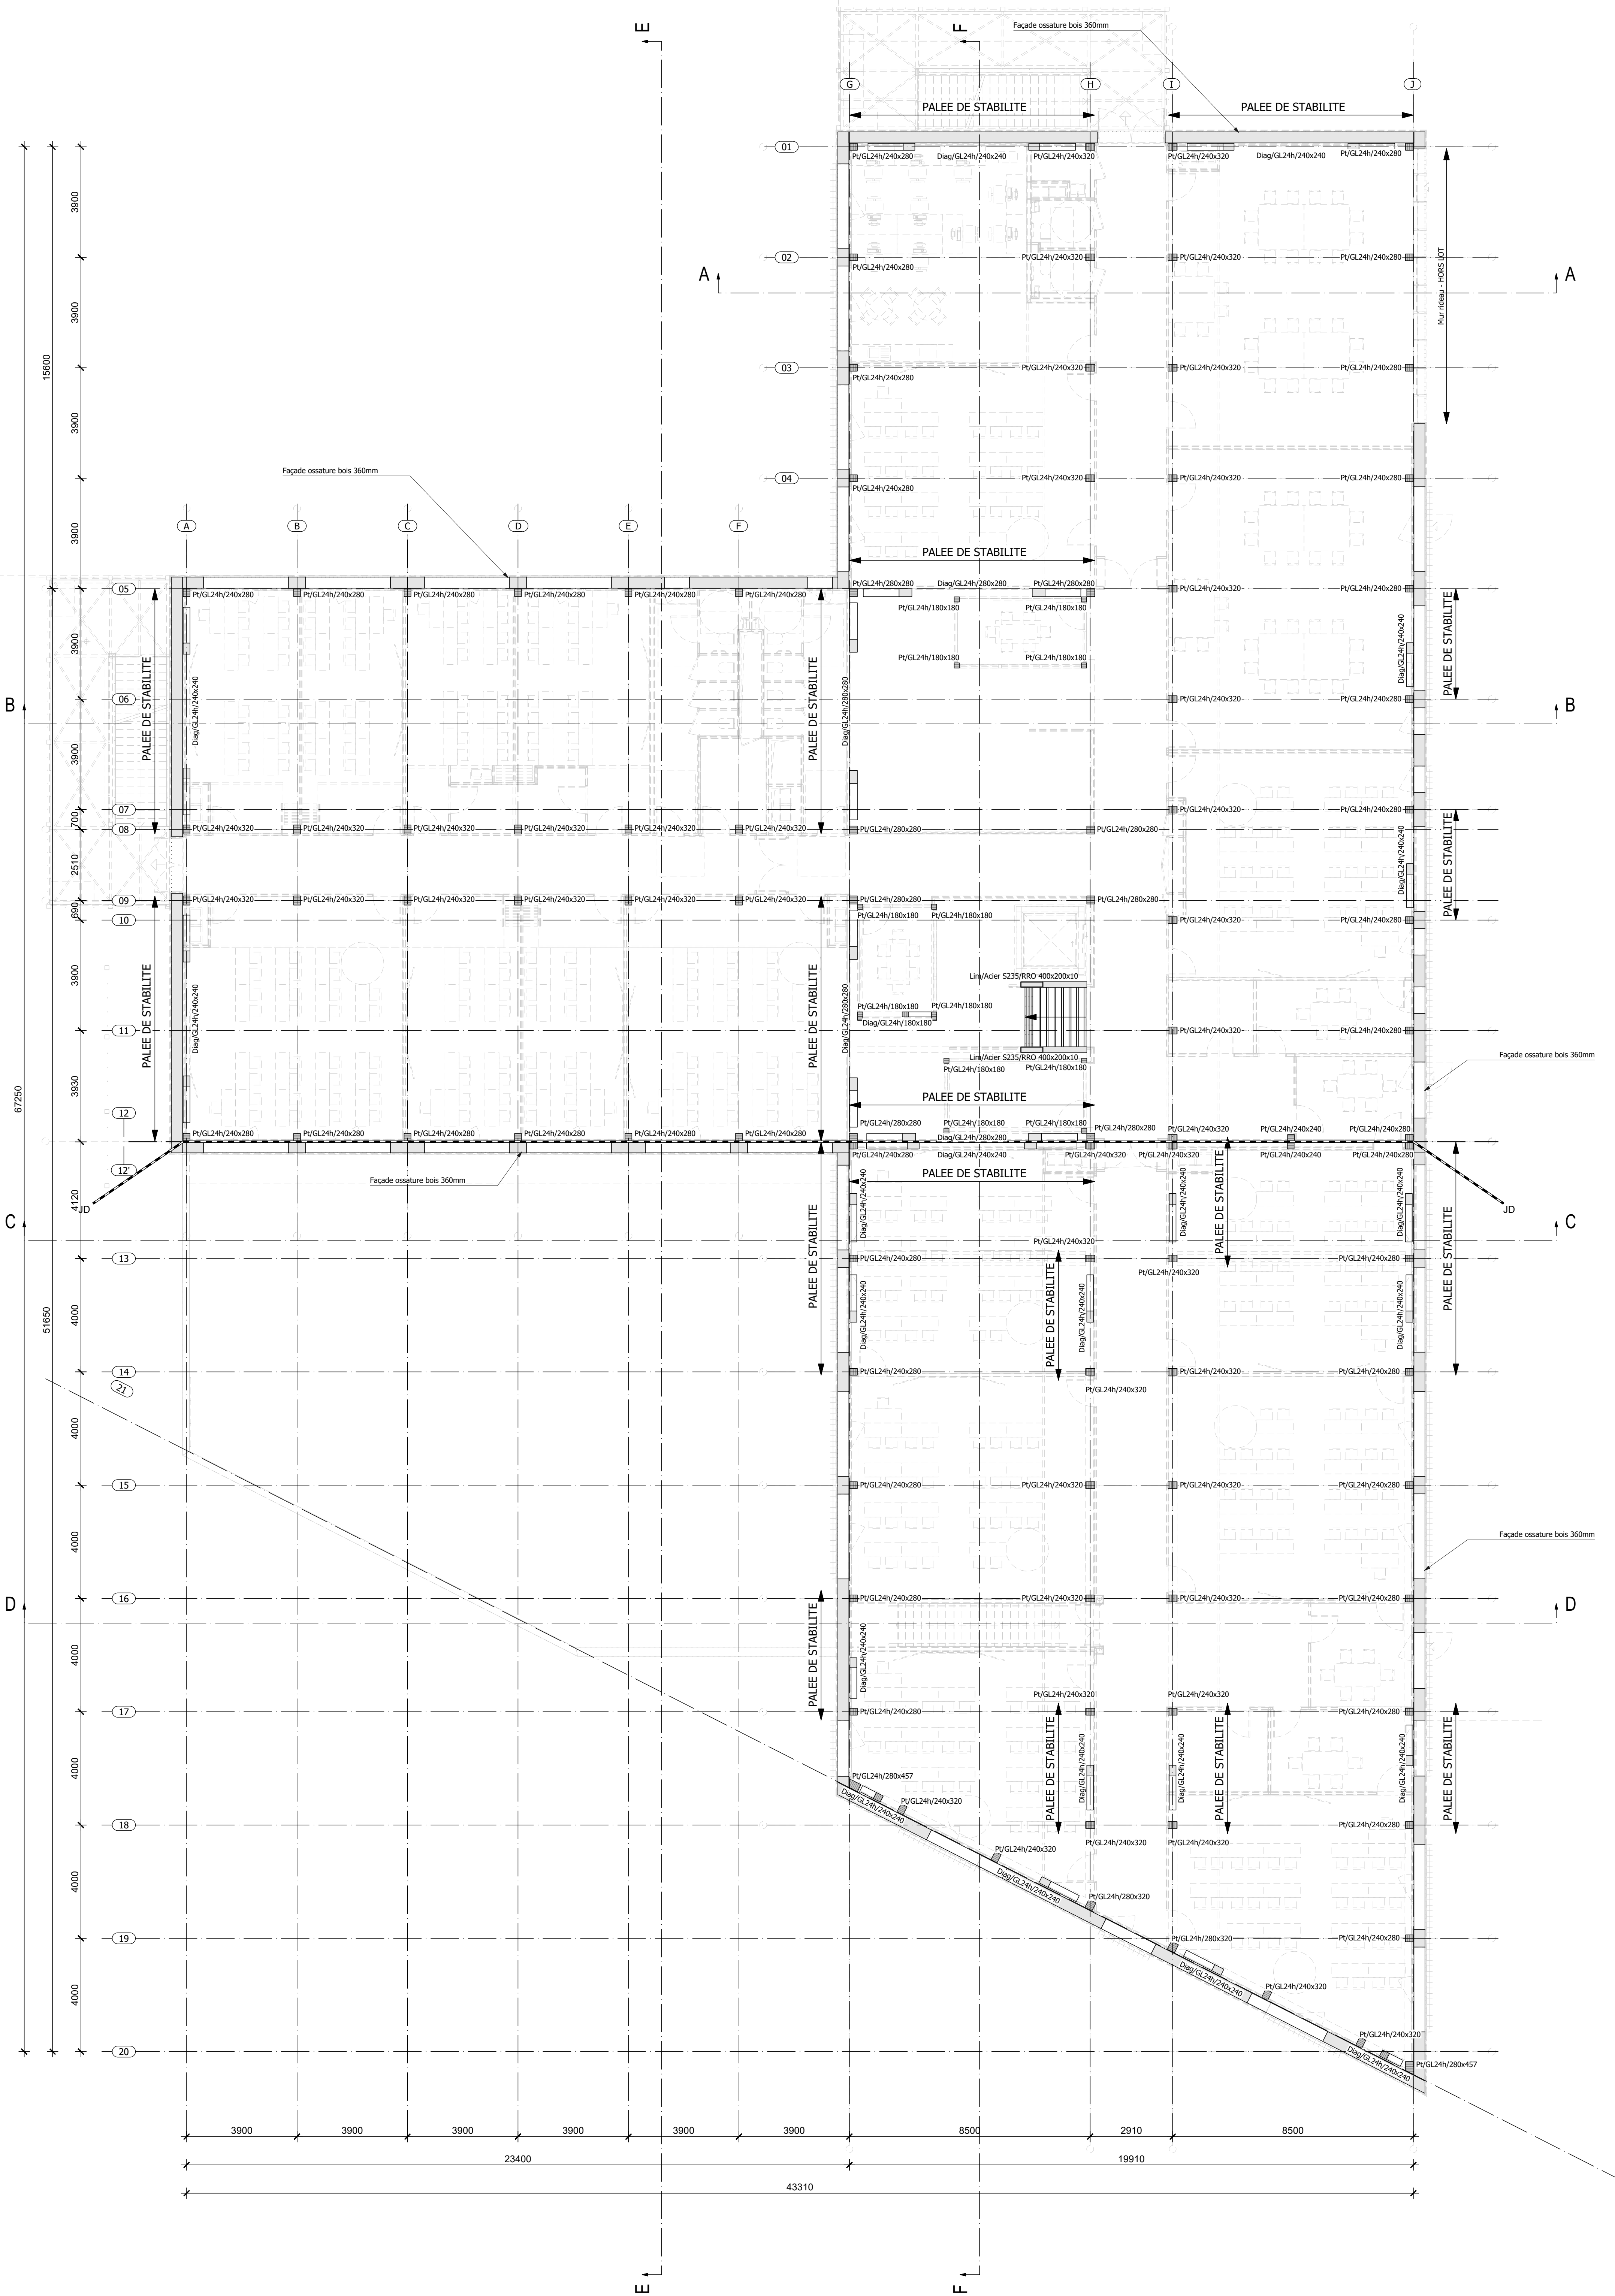 E
F
Façade ossature bois 360mm
G
H
I
J
PALEE DE STABILITE
PALEE DE STABILITE
01
Pt/GL24h/240x280
Diag/GL24h/240x240
Pt/GL24h/240x320
Pt/GL24h/240x320
Diag/GL24h/240x240
Pt/GL24h/240x280
3900
02
Pt/GL24h/240x280
Pt/GL24h/240x320
Pt/GL24h/240x320
Pt/GL24h/240x280
A
A
Mur rideau - HORS LOT
3900
15600
03
Pt/GL24h/240x280
Pt/GL24h/240x320
Pt/GL24h/240x320
Pt/GL24h/240x280
3900
Façade ossature bois 360mm
04
Pt/GL24h/240x280
Pt/GL24h/240x320
Pt/GL24h/240x320
Pt/GL24h/240x280
3900
A
B
C
D
E
F
PALEE DE STABILITE
05
Pt/GL24h/240x280
Pt/GL24h/240x280
Pt/GL24h/240x280
Pt/GL24h/240x280
Pt/GL24h/240x280
Pt/GL24h/240x280
Pt/GL24h/280x280
Diag/GL24h/280x280
Pt/GL24h/280x280
Pt/GL24h/240x320
Pt/GL24h/240x280
Pt/GL24h/180x180
Pt/GL24h/180x180
3900
PALEE DE STABILITE
Diag/GL24h/240x240
PALEE DE STABILITE
Diag/GL24h/280x280
Pt/GL24h/180x180
Pt/GL24h/180x180
Diag/GL24h/240x240
PALEE DE STABILITE
06
Pt/GL24h/240x320
Pt/GL24h/240x280
B
B
3900
07
Pt/GL24h/240x320
Pt/GL24h/240x280
700
08
Pt/GL24h/240x320
Pt/GL24h/240x320
Pt/GL24h/240x320
Pt/GL24h/240x320
Pt/GL24h/240x320
Pt/GL24h/240x320
Pt/GL24h/280x280
Pt/GL24h/280x280
Diag/GL24h/240x240
PALEE DE STABILITE
2510
09
Pt/GL24h/240x320
Pt/GL24h/240x320
Pt/GL24h/240x320
Pt/GL24h/240x320
Pt/GL24h/240x320
Pt/GL24h/240x320
Pt/GL24h/280x280
Pt/GL24h/280x280
690
10
Pt/GL24h/180x180
Pt/GL24h/180x180
Pt/GL24h/240x320
Pt/GL24h/240x280
3900
PALEE DE STABILITE
Diag/GL24h/240x240
PALEE DE STABILITE
Diag/GL24h/280x280
Lim/Acier S235/RRO 400x200x10
Pt/GL24h/180x180
Pt/GL24h/180x180
Diag/GL24h/180x180
11
Pt/GL24h/240x320
Pt/GL24h/240x280
67250
Lim/Acier S235/RRO 400x200x10
Façade ossature bois 360mm
Pt/GL24h/180x180
Pt/GL24h/180x180
3930
PALEE DE STABILITE
12
Pt/GL24h/240x280
Pt/GL24h/240x280
Pt/GL24h/240x280
Pt/GL24h/240x280
Pt/GL24h/240x280
Pt/GL24h/240x280
Pt/GL24h/280x280
Pt/GL24h/180x180
Pt/GL24h/180x180
Diag/GL24h/280x280
Pt/GL24h/280x280
Pt/GL24h/240x320
Pt/GL24h/240x240
Pt/GL24h/240x280
12'
Pt/GL24h/240x280
Diag/GL24h/240x240
Pt/GL24h/240x320
Pt/GL24h/240x320
Pt/GL24h/240x240
Pt/GL24h/240x280
Façade ossature bois 360mm
PALEE DE STABILITE
4120
JD
JD
C
C
Diag/GL24h/240x240
Diag/GL24h/240x240
PALEE DE STABILITE
Diag/GL24h/240x240
PALEE DE STABILITE
PALEE DE STABILITE
Pt/GL24h/240x320
13
Pt/GL24h/240x280
Pt/GL24h/240x320
Pt/GL24h/240x280
51650
4000
Diag/GL24h/240x240
PALEE DE STABILITE
Diag/GL24h/240x240
Diag/GL24h/240x240
14
Pt/GL24h/240x280
Pt/GL24h/240x320
Pt/GL24h/240x320
Pt/GL24h/240x280
21
4000
15
Pt/GL24h/240x280
Pt/GL24h/240x320
Pt/GL24h/240x320
Pt/GL24h/240x280
Façade ossature bois 360mm
4000
16
Pt/GL24h/240x280
Pt/GL24h/240x320
Pt/GL24h/240x320
Pt/GL24h/240x280
D
D
4000
PALEE DE STABILITE
Diag/GL24h/240x240
17
Pt/GL24h/240x280
Pt/GL24h/240x320
Pt/GL24h/240x320
Pt/GL24h/240x280
4000
PALEE DE STABILITE
Diag/GL24h/240x240
Diag/GL24h/240x240
PALEE DE STABILITE
Diag/GL24h/240x240
PALEE DE STABILITE
Pt/GL24h/280x457
Diag/GL24h/240x240
Pt/GL24h/240x320
18
Pt/GL24h/240x320
Pt/GL24h/240x320
Pt/GL24h/240x280
Pt/GL24h/240x320
4000
Diag/GL24h/240x240
Pt/GL24h/280x320
19
Pt/GL24h/280x320
Pt/GL24h/240x280
4000
Diag/GL24h/240x240
Pt/GL24h/240x320
Pt/GL24h/240x320
20
Diag/GL24h/240x240
Pt/GL24h/280x457
3900
3900
3900
3900
3900
3900
8500
2910
8500
23400
19910
43310
E
F